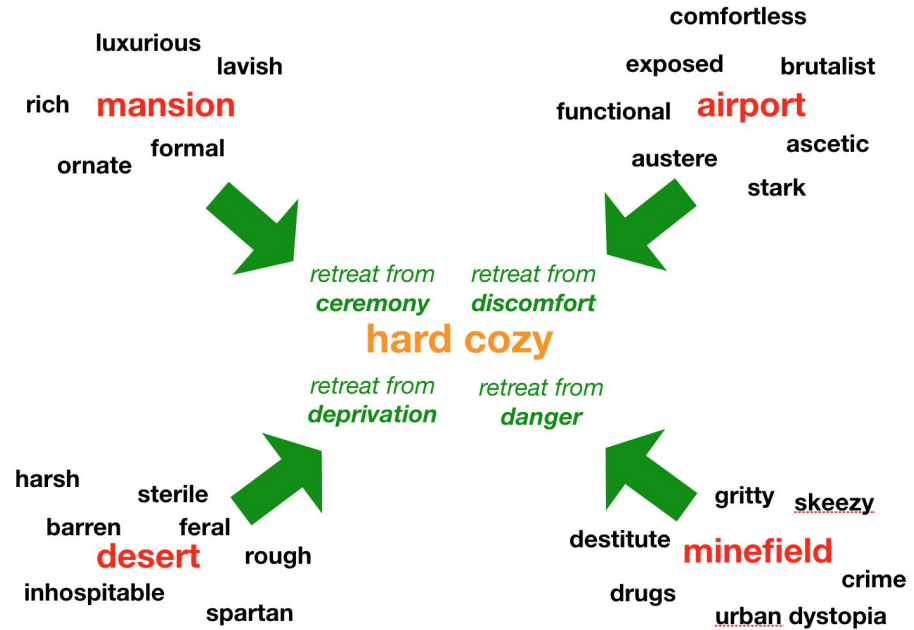 luxurious
lavish
rich
mansion
formal
ornate
comfortless
exposed
brutalist
functional
airport
ascetic
austere
stark
retreat from
ceremony
retreat from
discomfort
hard cozy
retreat from
deprivation
retreat from
danger
harsh
sterile
barren
feral
desert
rough
inhospitable
spartan
gritty
skeezy
destitute
minefield
crime
drugs
urban dystopia